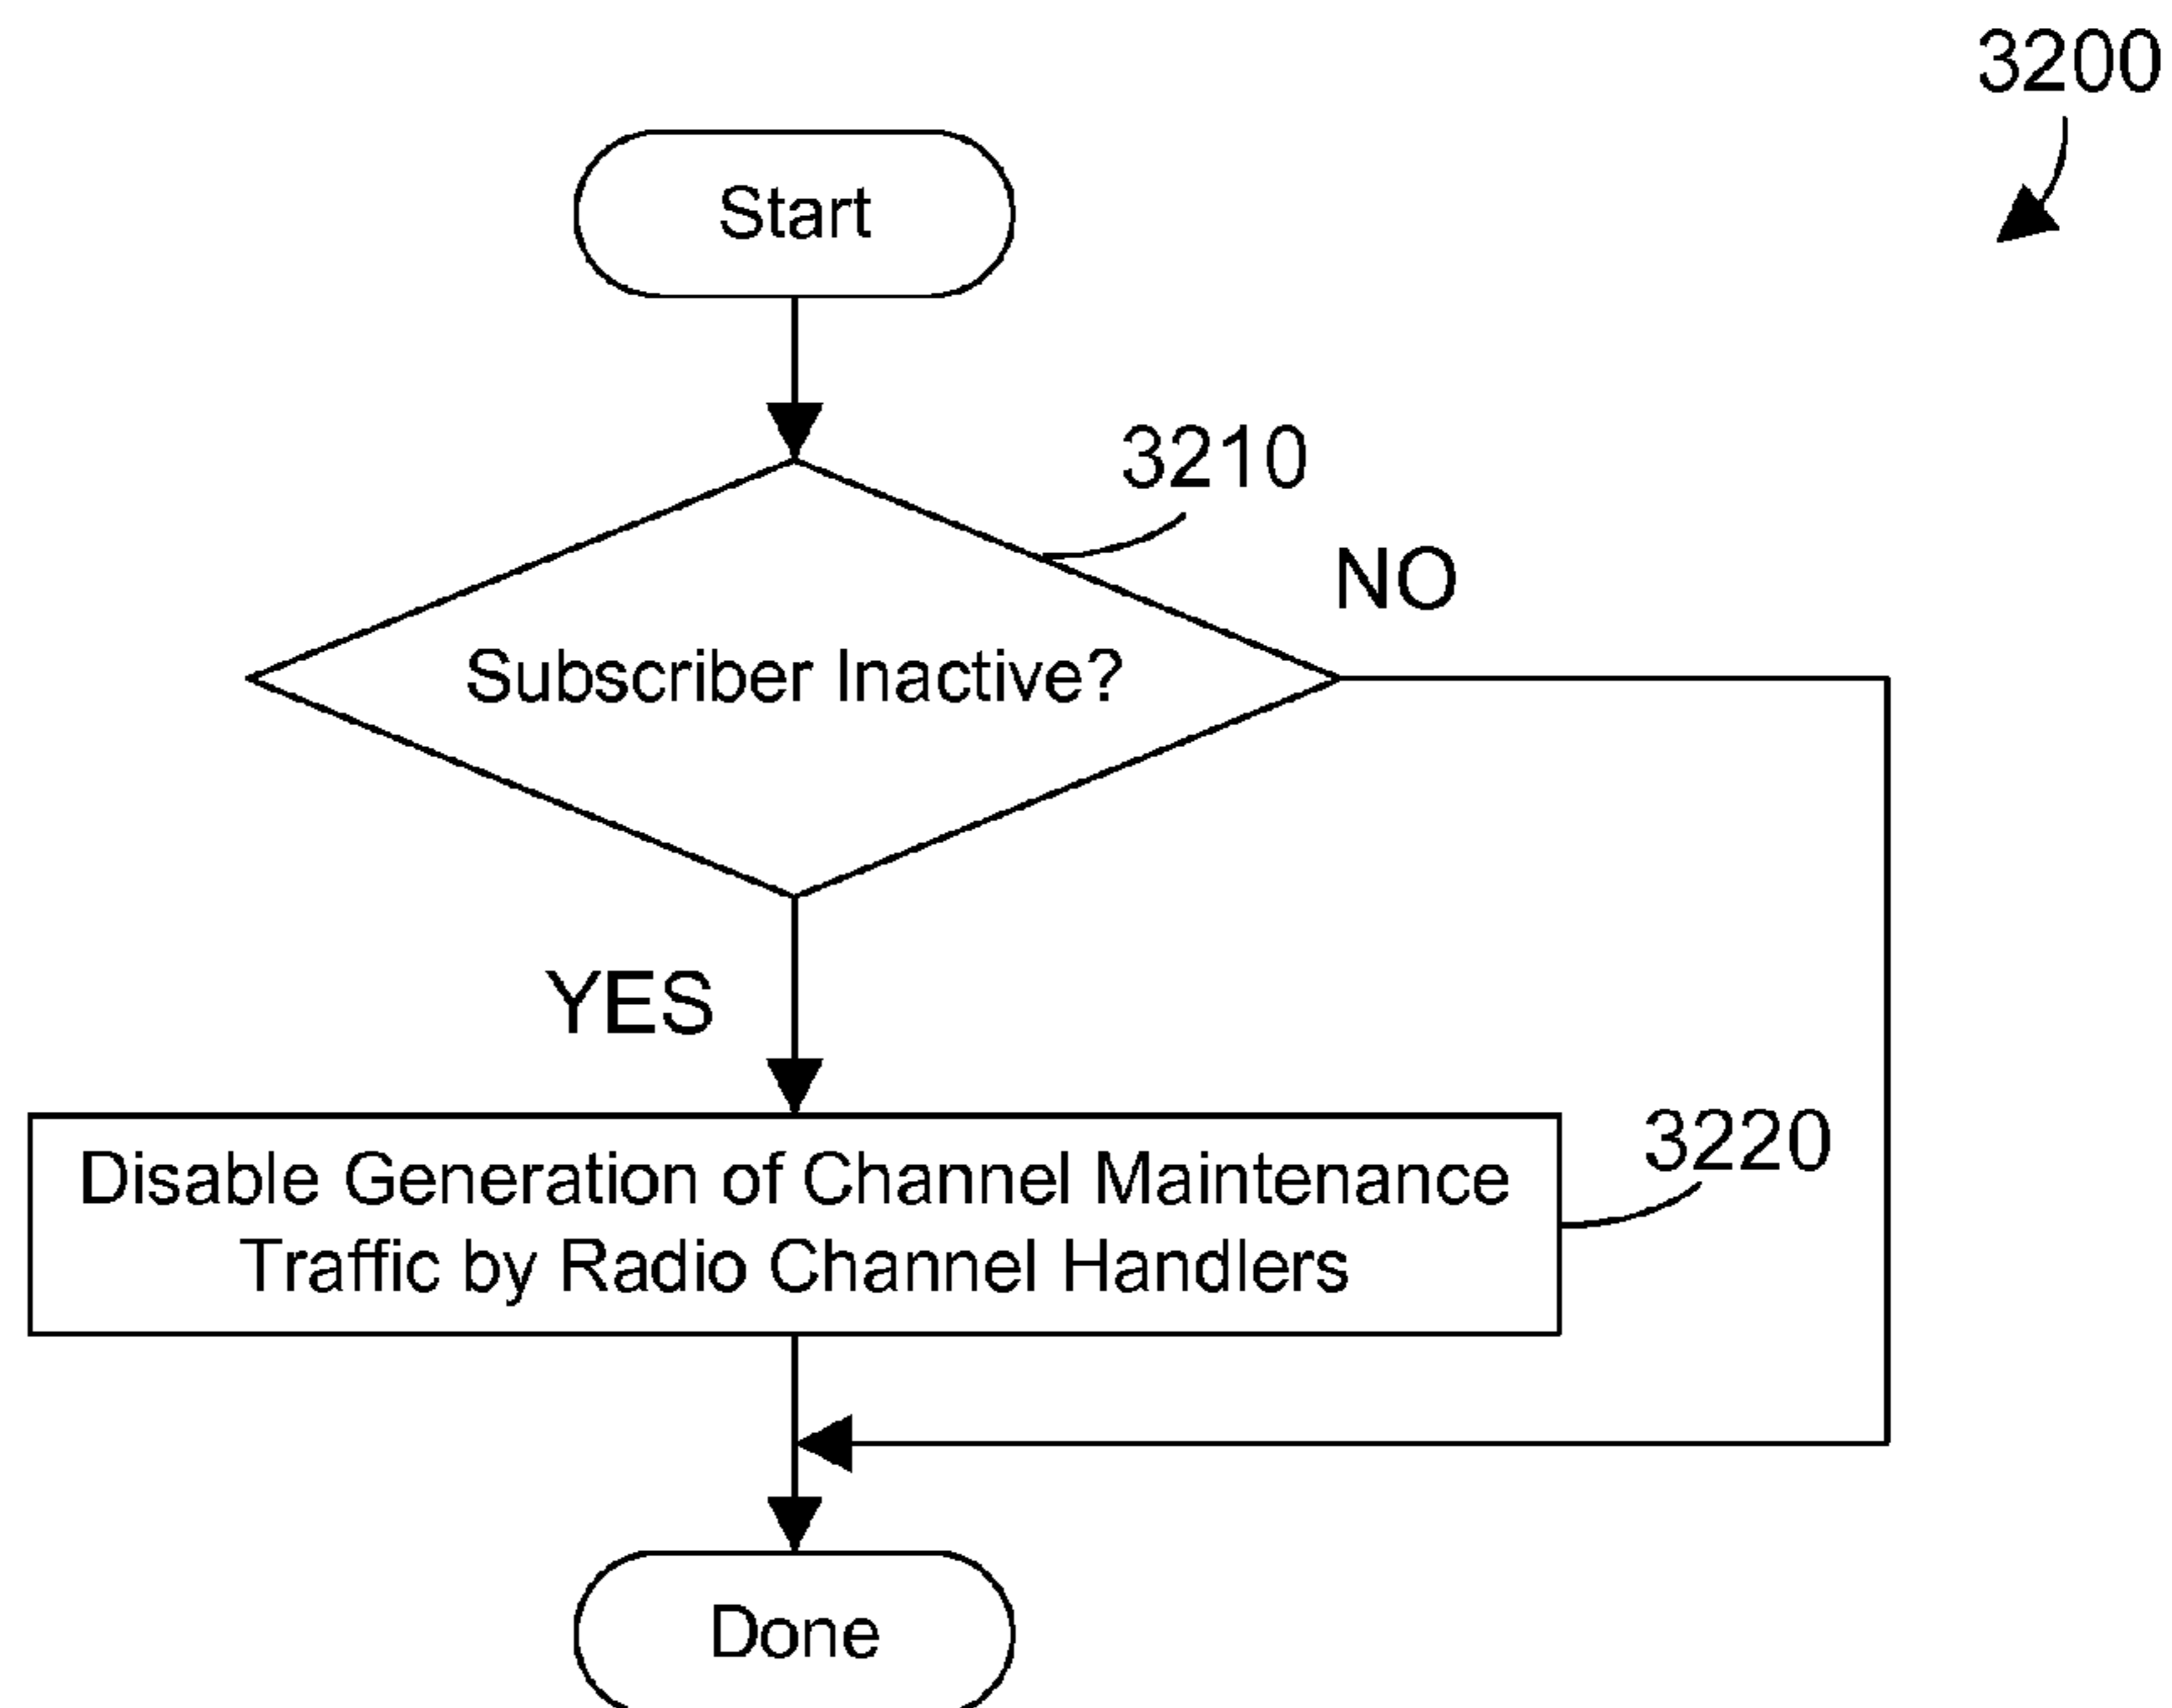 3200
Start
3210
NO
Subscriber Inactive?
YES
Disable Generation of Channel Maintenance
Traffic by Radio Channel Handlers
3220
Done